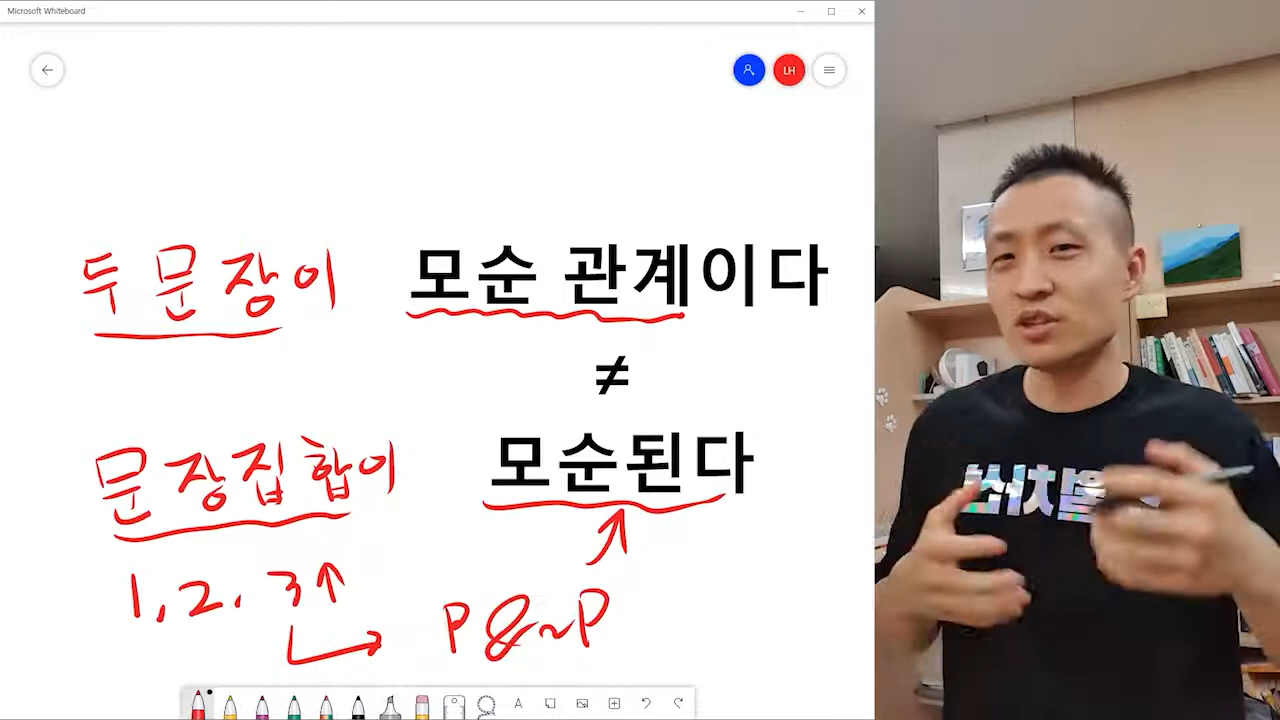 Microsoft Whiteboard
LH
두 문장이 모순 관계이다
≠
문장집합이 모순된다
1, 2, 3↑
P&~P
A